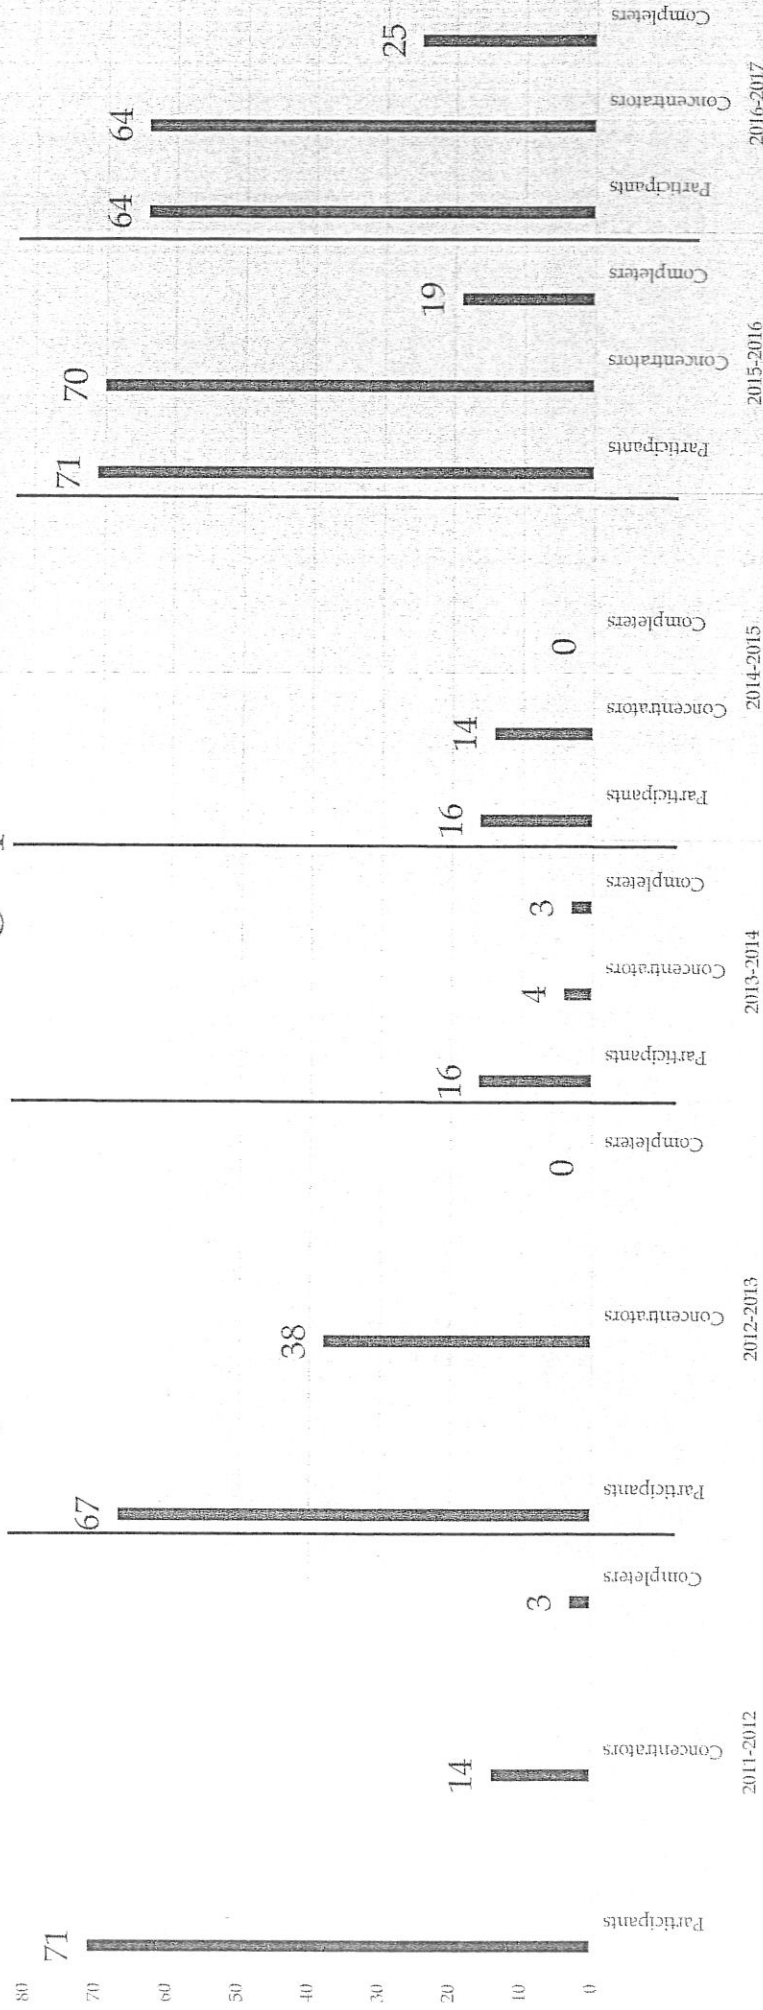 80
70
60
50
40
30
20
10
0
71
14
3
67
38
0
16
4
3
16
14
0
71
70
19
64
64
25
Participants
Concentrators
Completers
Participants
Concentrators
Completers
Participants
Concentrators
Completers
Participants
Concentrators
Completers
Participants
Concentrators
Completers
Participants
Concentrators
Completers
2011-2012
2012-2013
2013-2014
2014-2015
2015-2016
2016-2017